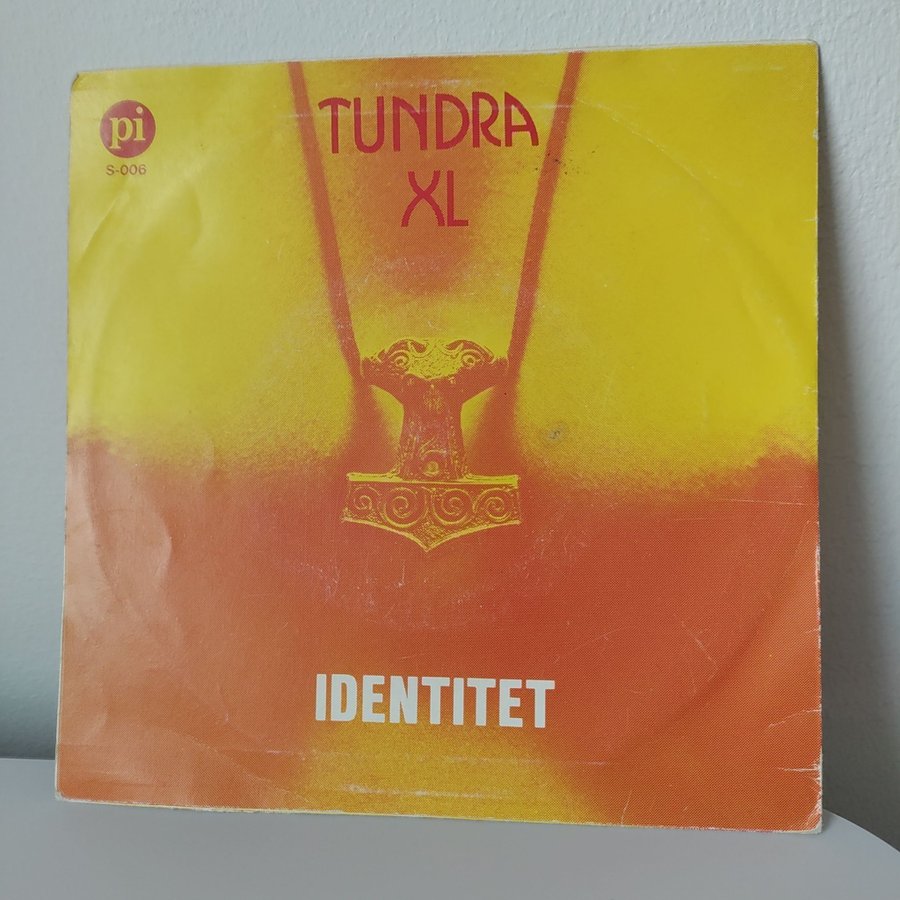 pi
S-006
TUNDRA
XL
IDENTITET